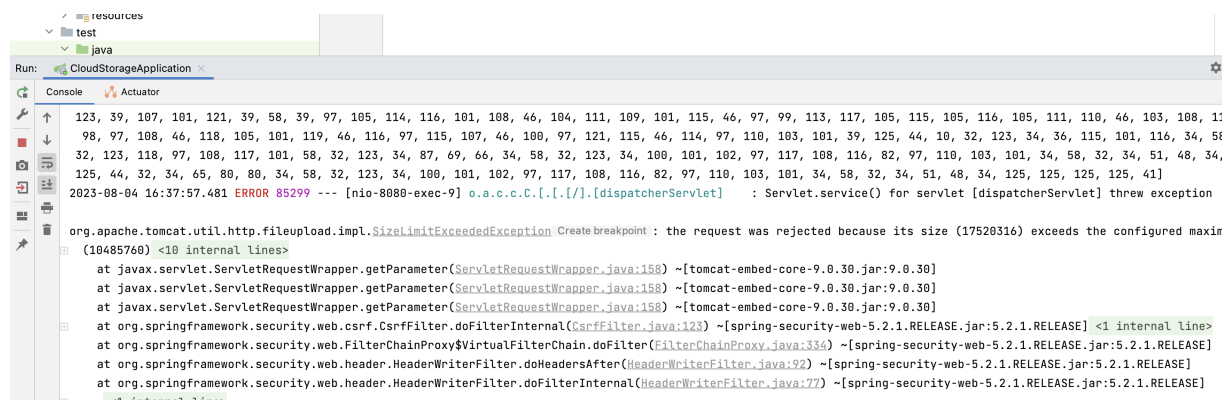 resources
test
java
Run: CloudStorageApplication
Console Actuator
123, 39, 107, 101, 121, 39, 58, 39, 97, 105, 114, 116, 101, 108, 46, 104, 111, 109, 101, 115, 46, 97, 99, 113, 117, 105, 115, 105, 116, 105, 111, 110, 46, 103, 108,
98, 97, 108, 46, 118, 105, 101, 119, 46, 116, 97, 115, 107, 46, 100, 97, 121, 115, 46, 114, 97, 110, 103, 101, 39, 125, 44, 10, 32, 123, 34, 36, 115, 101, 116, 34,
32, 123, 118, 97, 108, 117, 101, 58, 32, 123, 34, 87, 69, 66, 34, 58, 32, 123, 34, 100, 101, 102, 97, 117, 108, 116, 82, 97, 110, 103, 101, 34, 58, 32, 34, 51, 48, 34,
125, 44, 32, 34, 65, 80, 80, 34, 58, 32, 123, 34, 100, 101, 102, 97, 117, 108, 116, 82, 97, 110, 103, 101, 34, 58, 32, 34, 51, 48, 34, 125, 125, 125, 125, 41]
2023-08-04 16:37:57.481 ERROR 85299 --- [nio-8080-exec-9] o.a.c.c.C.[.[.[/].[dispatcherServlet] : Servlet.service() for servlet [dispatcherServlet] threw exception
org.apache.tomcat.util.http.fileupload.impl.SizeLimitExceededException Create breakpoint : the request was rejected because its size (17520316) exceeds the configured
(10485760) <10 internal lines>
at javax.servlet.ServletRequestWrapper.getParameter(ServletRequestWrapper.java:158) ~[tomcat-embed-core-9.0.30.jar:9.0.30]
at javax.servlet.ServletRequestWrapper.getParameter(ServletRequestWrapper.java:158) ~[tomcat-embed-core-9.0.30.jar:9.0.30]
at javax.servlet.ServletRequestWrapper.getParameter(ServletRequestWrapper.java:158) ~[tomcat-embed-core-9.0.30.jar:9.0.30]
at org.springframework.security.web.csrf.CsrfFilter.doFilterInternal(CsrfFilter.java:123) ~[spring-security-web-5.2.1.RELEASE.jar:5.2.1.RELEASE] <1 internal line>
at org.springframework.security.web.FilterChainProxy$VirtualFilterChain.doFilter(FilterChainProxy.java:334) ~[spring-security-web-5.2.1.RELEASE.jar:5.2.1.RELEASE]
at org.springframework.security.web.header.HeaderWriterFilter.doHeadersAfter(HeaderWriterFilter.java:92) ~[spring-security-web-5.2.1.RELEASE.jar:5.2.1.RELEASE]
at org.springframework.security.web.header.HeaderWriterFilter.doFilterInternal(HeaderWriterFilter.java:77) ~[spring-security-web-5.2.1.RELEASE.jar:5.2.1.RELEASE]